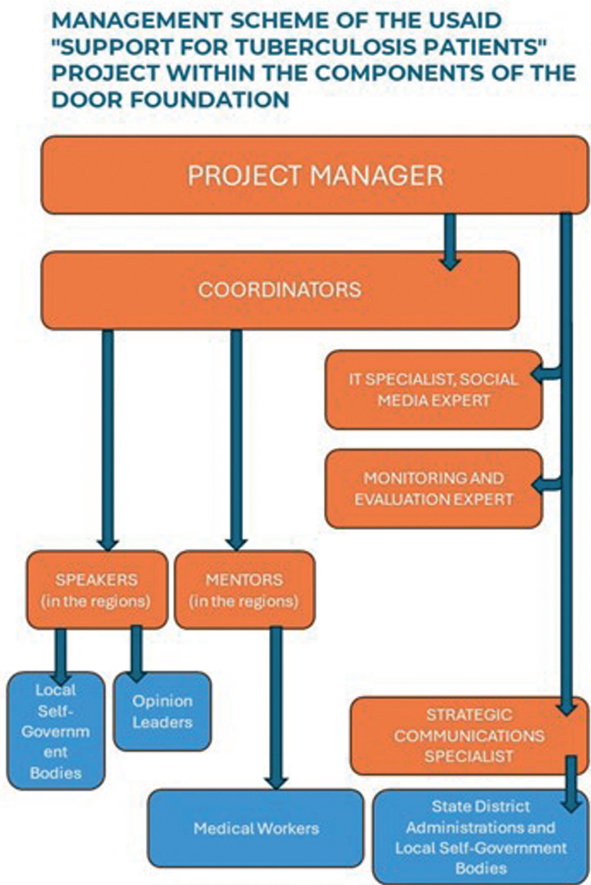 MANAGEMENT SCHEME OF THE USAID
"SUPPORT FOR TUBERCULOSIS PATIENTS"
PROJECT WITHIN THE COMPONENTS OF THE
DOOR FOUNDATION
PROJECT MANAGER
COORDINATORS
IT SPECIALIST, SOCIAL
MEDIA EXPERT
MONITORING AND
EVALUATION EXPERT
SPEAKERS
(in the regions)
MENTORS
(in the regions)
Local
Self-
Governm
ent
Bodies
Opinion
Leaders
STRATEGIC
COMMUNICATIONS
SPECIALIST
Medical Workers
State District
Administrations and
Local Self-Government
Bodies